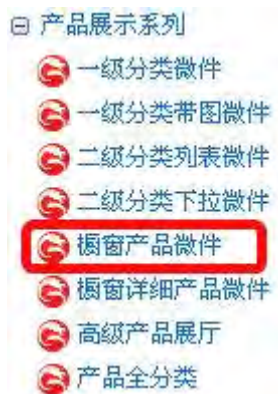 产品展示系列
一级分类微件
一级分类带图微件
二级分类列表微件
二级分类下拉微件
橱窗产品微件
橱窗详细产品微件
高级产品展厅
产品全分类